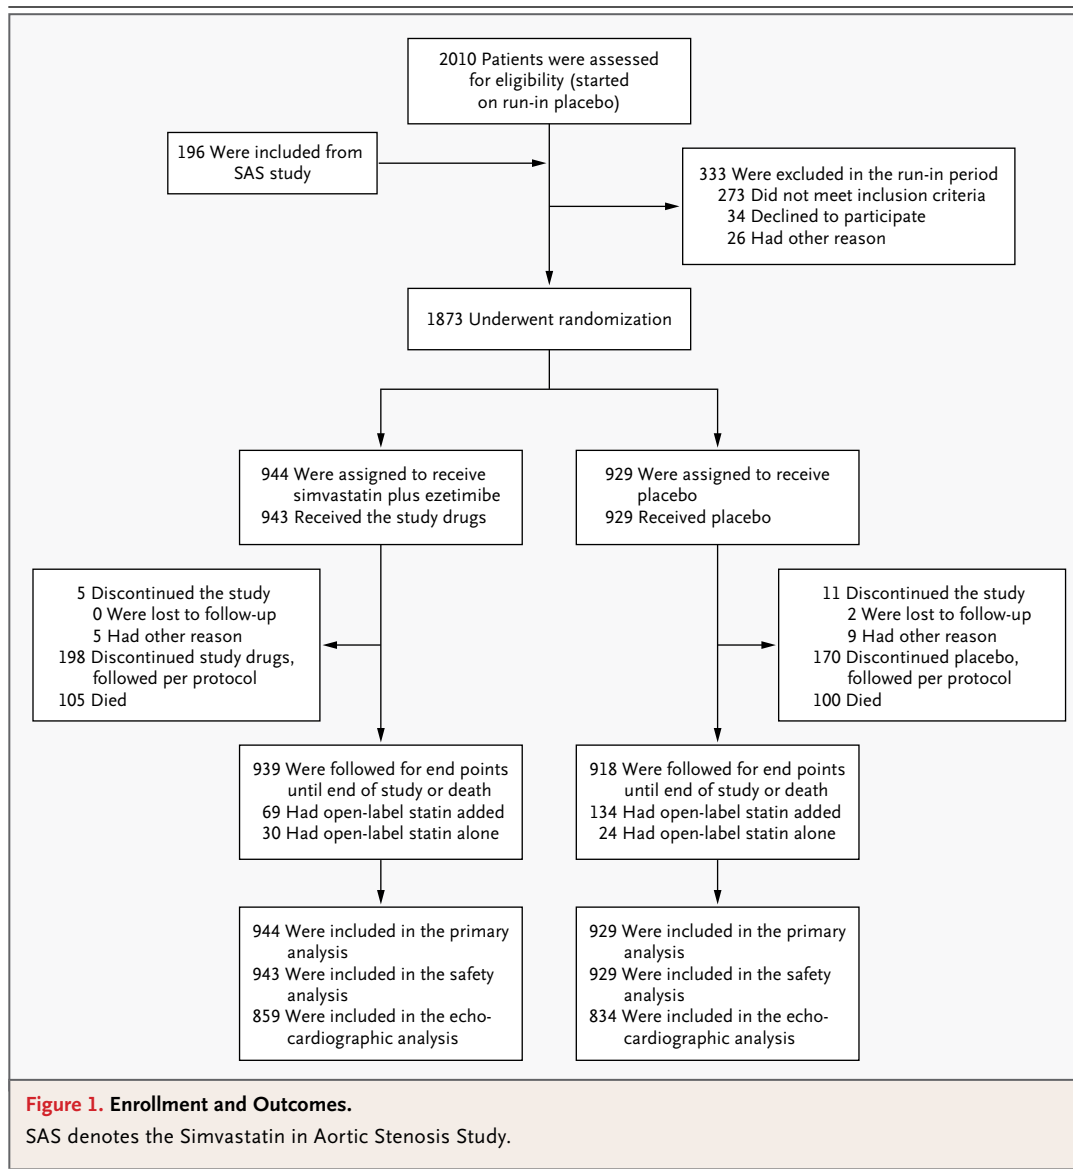 2010 Patients were assessed
for eligibility (started
on run-in placebo)
196 Were included from
SAS study
333 Were excluded in the run-in period
273 Did not meet inclusion criteria
34 Declined to participate
26 Had other reason
1873 Underwent randomization
944 Were assigned to receive
simvastatin plus ezetimibe
943 Received the study drugs
929 Were assigned to receive
placebo
929 Received placebo
5 Discontinued the study
0 Were lost to follow-up
5 Had other reason
198 Discontinued study drugs,
followed per protocol
105 Died
11 Discontinued the study
2 Were lost to follow-up
9 Had other reason
170 Discontinued placebo,
followed per protocol
100 Died
939 Were followed for end points
until end of study or death
69 Had open-label statin added
30 Had open-label statin alone
918 Were followed for end points
until end of study or death
134 Had open-label statin added
24 Had open-label statin alone
944 Were included in the primary
analysis
943 Were included in the safety
analysis
859 Were included in the echo-
cardiographic analysis
929 Were included in the primary
analysis
929 Were included in the safety
analysis
834 Were included in the echo-
cardiographic analysis
Figure 1. Enrollment and Outcomes.
SAS denotes the Simvastatin in Aortic Stenosis Study.